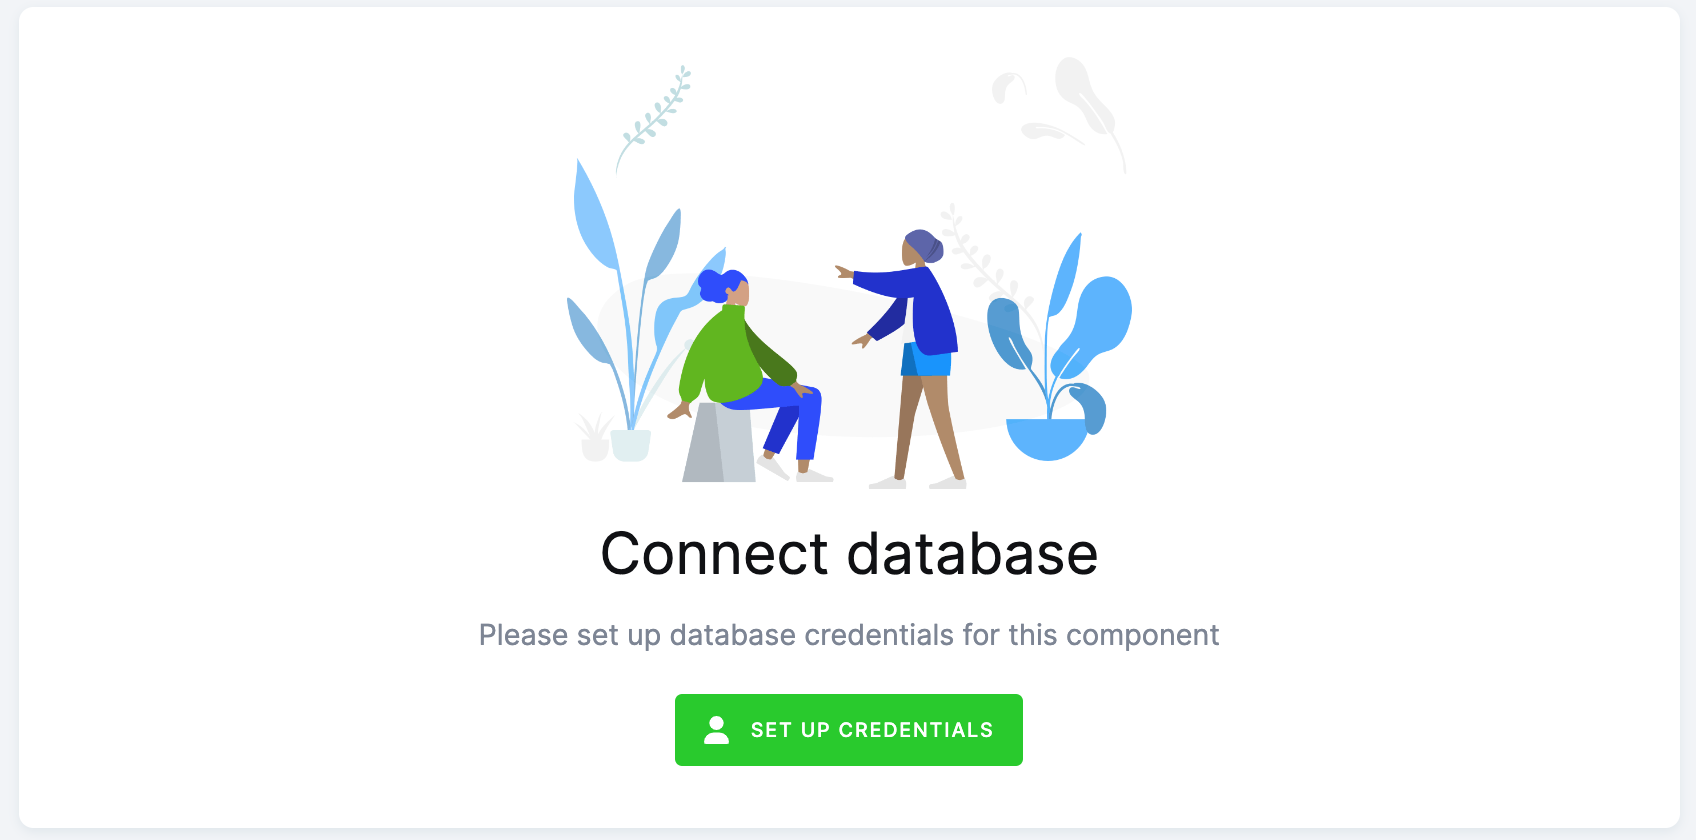 Connect database
Please set up database credentials for this component
SET UP CREDENTIALS